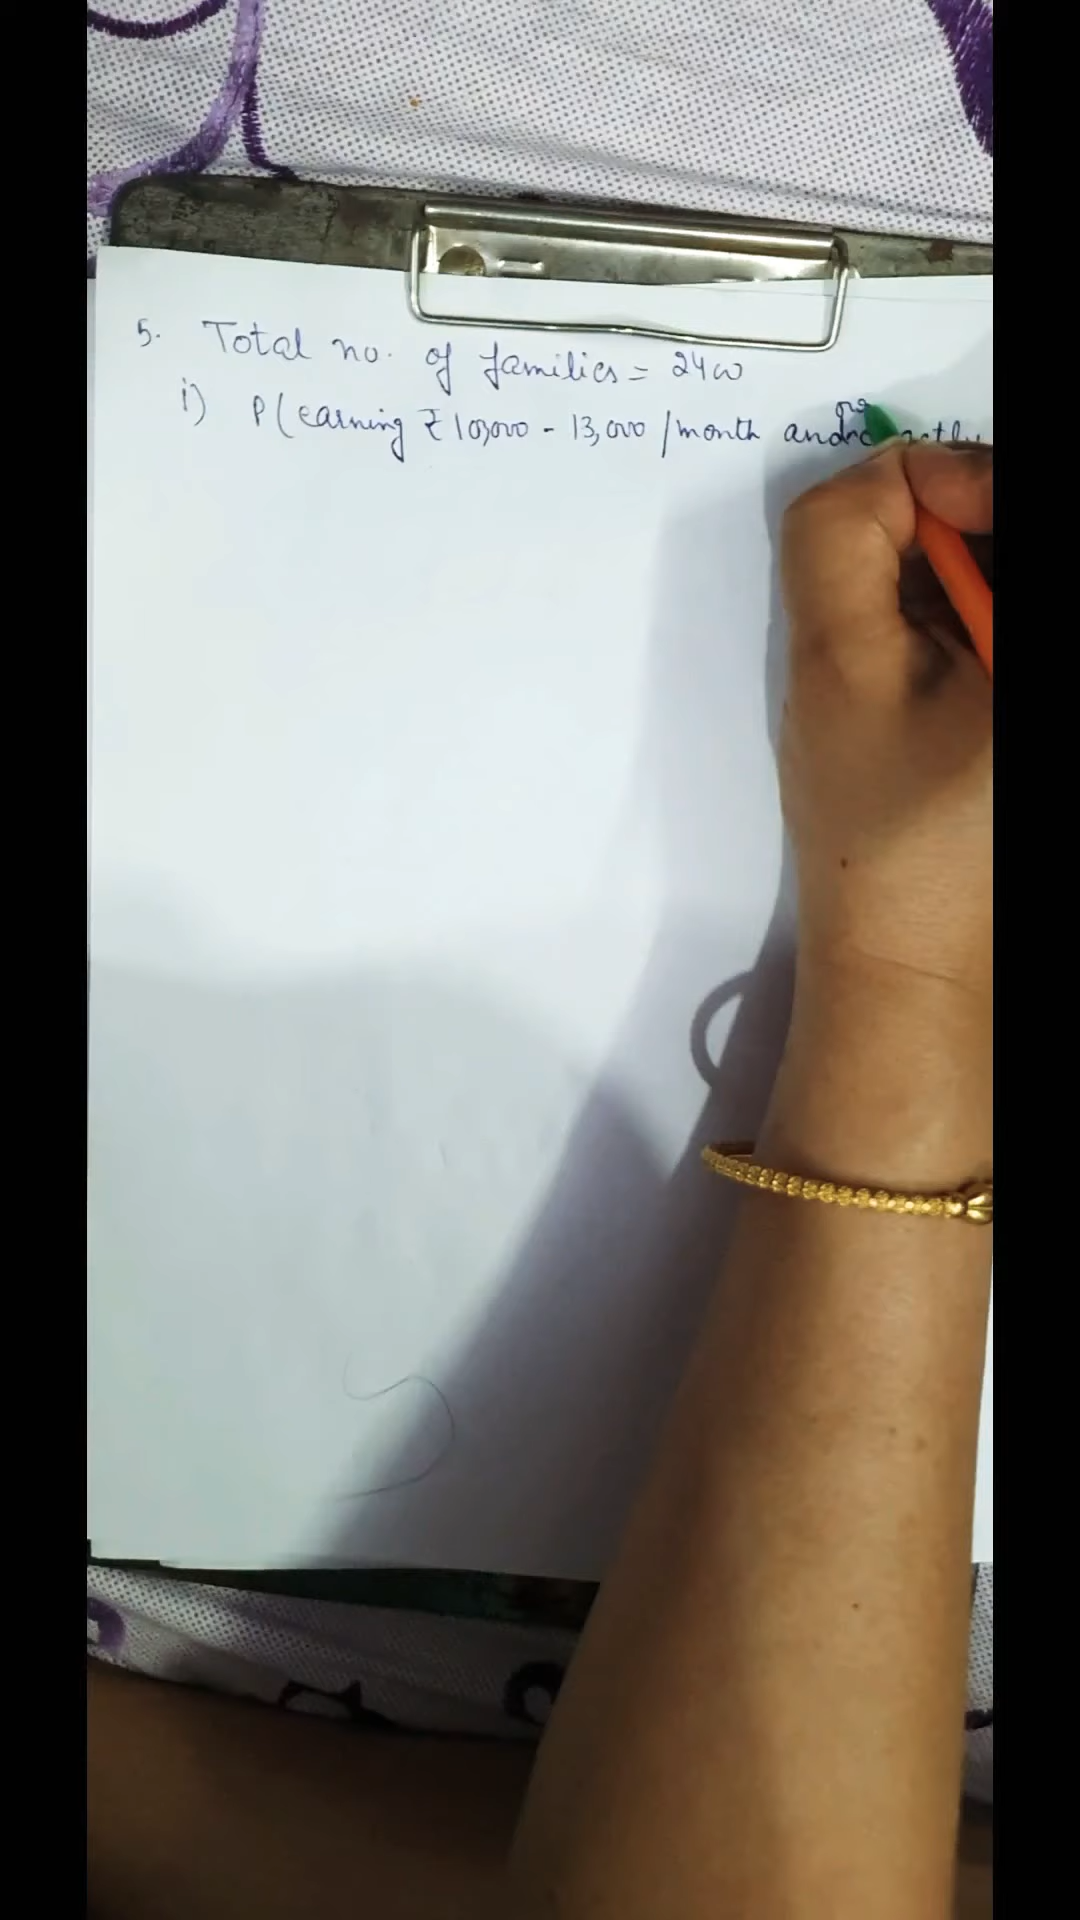 5. Total no. of families = 2400
i) P(earning ₹10,000 - 13,000 /month and